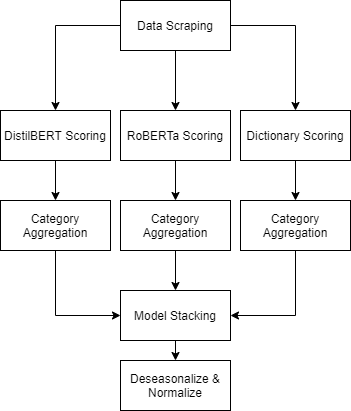 Data Scraping
DistilBERT Scoring
RoBERTa Scoring
Dictionary Scoring
Category
Aggregation
Category
Aggregation
Category
Aggregation
Model Stacking
Deseasonalize &
Normalize